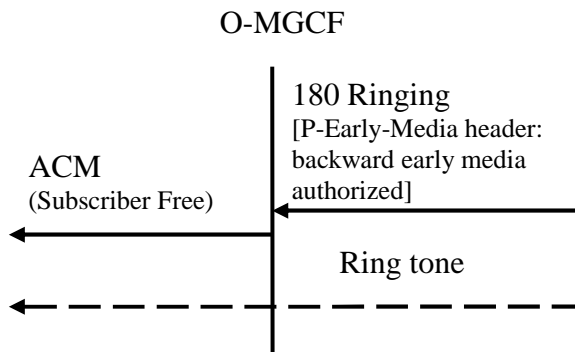 O-MGCF
180 Ringing
[P-Early-Media header:
backward early media
authorized]
ACM
(Subscriber Free)
Ring tone